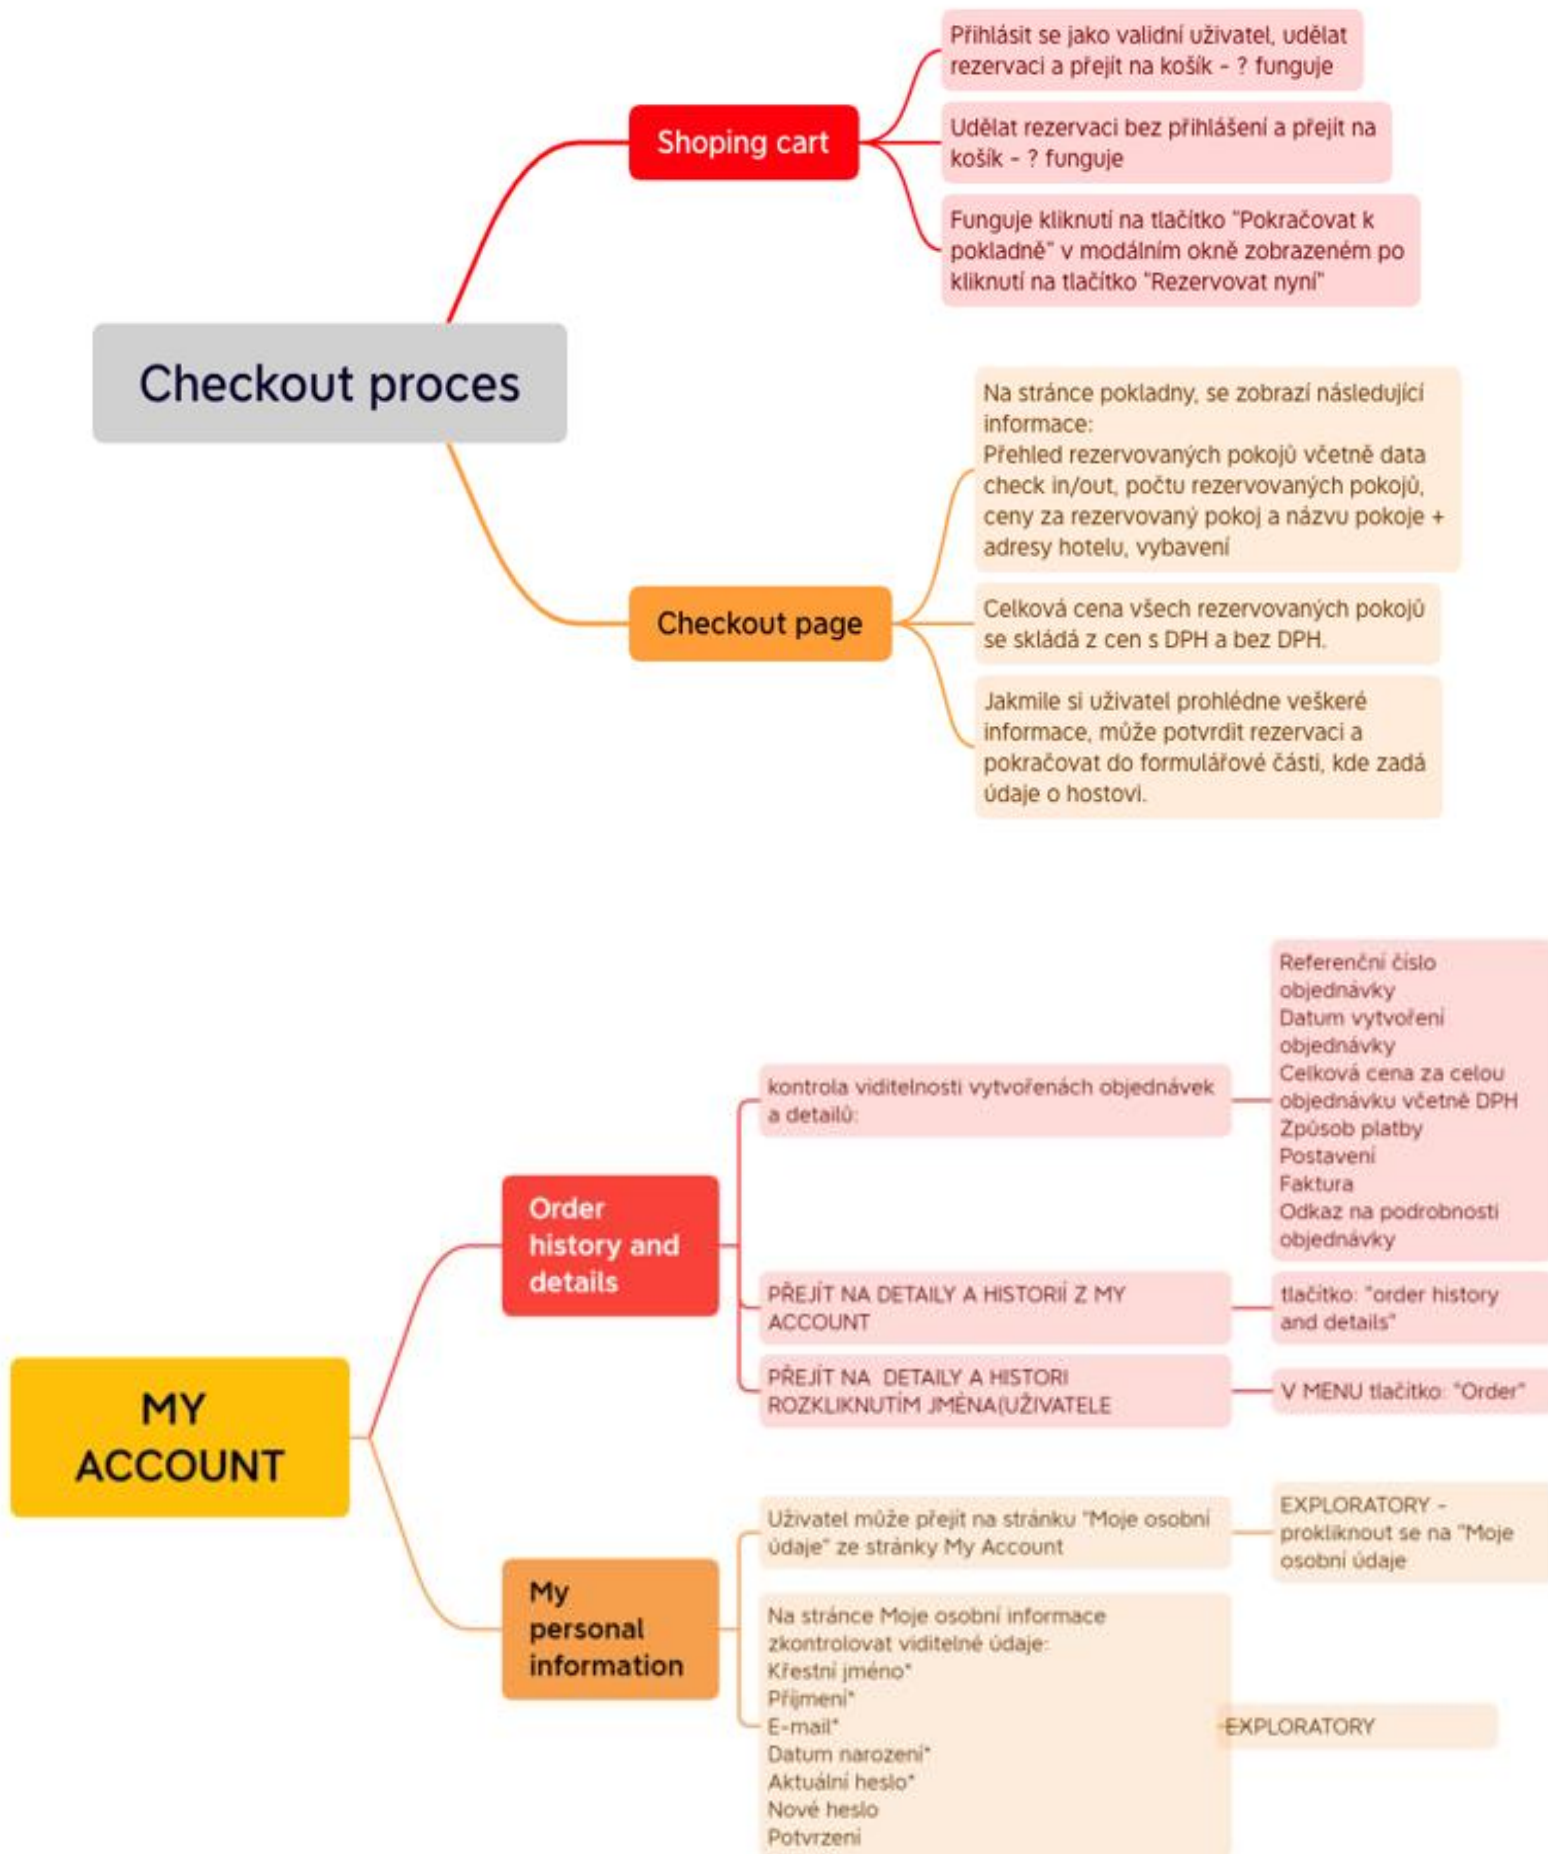 Přihlásit se jako validní uživatel, udělat
rezervaci a přejít na košík - ? funguje
Shoping cart
Udělat rezervaci bez přihlášení a přejít na
košík - ? funguje
Funguje kliknutí na tlačítko "Pokračovat k
pokladně" v modálním okně zobrazeném po
kliknutí na tlačítko "Rezervovat nyní"
Checkout proces
Na stránce pokladny, se zobrazí následující
informace:
Přehled rezervovaných pokojů včetně data
check in/out, počtu rezervovaných pokojů,
ceny za rezervovaný pokoj a názvu pokoje +
adresy hotelu, vybavení
Checkout page
Celková cena všech rezervovaných pokojů
se skládá z cen s DPH a bez DPH.
Jakmile si uživatel prohlédne veškeré
informace, může potvrdit rezervaci a
pokračovat do formulářové části, kde zadá
údaje o hostovi.
MY
ACCOUNT
Order
history and
details
kontrola viditelnosti vytvořenách objednávek
a detailů:
Referenční číslo
objednávky
Datum vytvoření
objednávky
Celková cena za celou
objednávku včetně DPH
Způsob platby
Postavení
Faktura
Odkaz na podrobnosti
objednávky
PŘEJÍT NA DETAILY A HISTORIÍ Z MY
ACCOUNT
tlačítko: "order history
and details"
PŘEJÍT NA  DETAILY A HISTORI
ROZKLIKNUTÍM JMÉNA(UŽIVATELE
V MENU tlačítko: "Order"
My
personal
information
Uživatel může přejít na stránku "Moje osobní
údaje" ze stránky My Account
EXPLORATORY -
prokliknout se na "Moje
osobní údaje
Na stránce Moje osobní informace
zkontrolovat viditelné údaje:
Křestní jméno*
Příjmení*
E-mail*
Datum narození*
Aktuální heslo*
Nové heslo
Potvrzení
EXPLORATORY